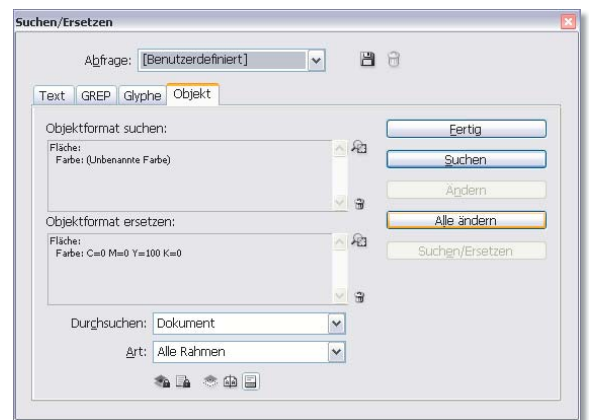 Suchen/Ersetzen
Abfrage: [Benutzerdefiniert]
Text GREP Glyphe Objekt
Objektformat suchen:
Fläche:
Farbe: (Unbenannte Farbe)
Objektformat ersetzen:
Fläche:
Farbe: C=0 M=0 Y=100 K=0
Durchsuchen: Dokument
Art: Alle Rahmen
Fertig
Suchen
Ändern
Alle ändern
Suchen/Ersetzen